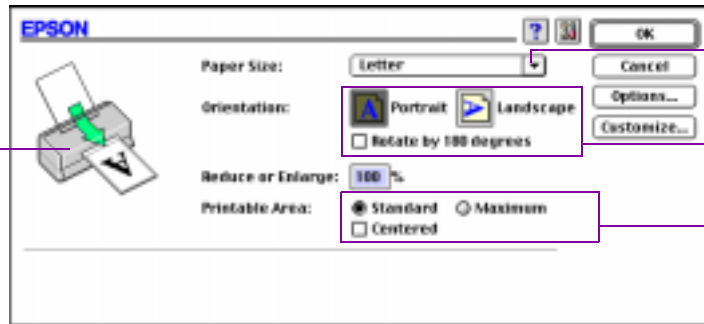 EPSON
?
OK
Paper Size: Letter
Cancel
Orientation: A Portrait A Landscape
Options...
Rotate by 180 degrees
Customize...
A
Reduce or Enlarge: 100 %
Printable Area: Standard Maximum
Centered